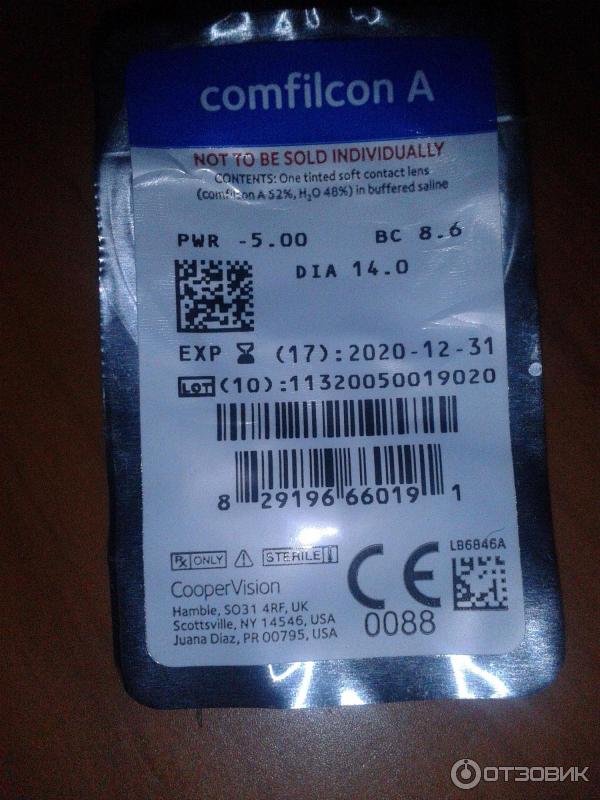 comfilcon A
NOT TO BE SOLD INDIVIDUALLY
CONTENTS: One tinted soft contact lens
(comfilcon A 52%, H₂O 48%) in buffered saline
PWR -5.00 BC 8.6
DIA 14.0
EXP (17):2020-12-31
LOT (10):11320050019020
8 29196 66019 1
Rx ONLY STERILE
LB6846A
CE
0088
CooperVision
Hamble, SO31 4RF, UK
Scottsville, NY 14546, USA
Juana Diaz, PR 00795, USA
ОТЗОВИК